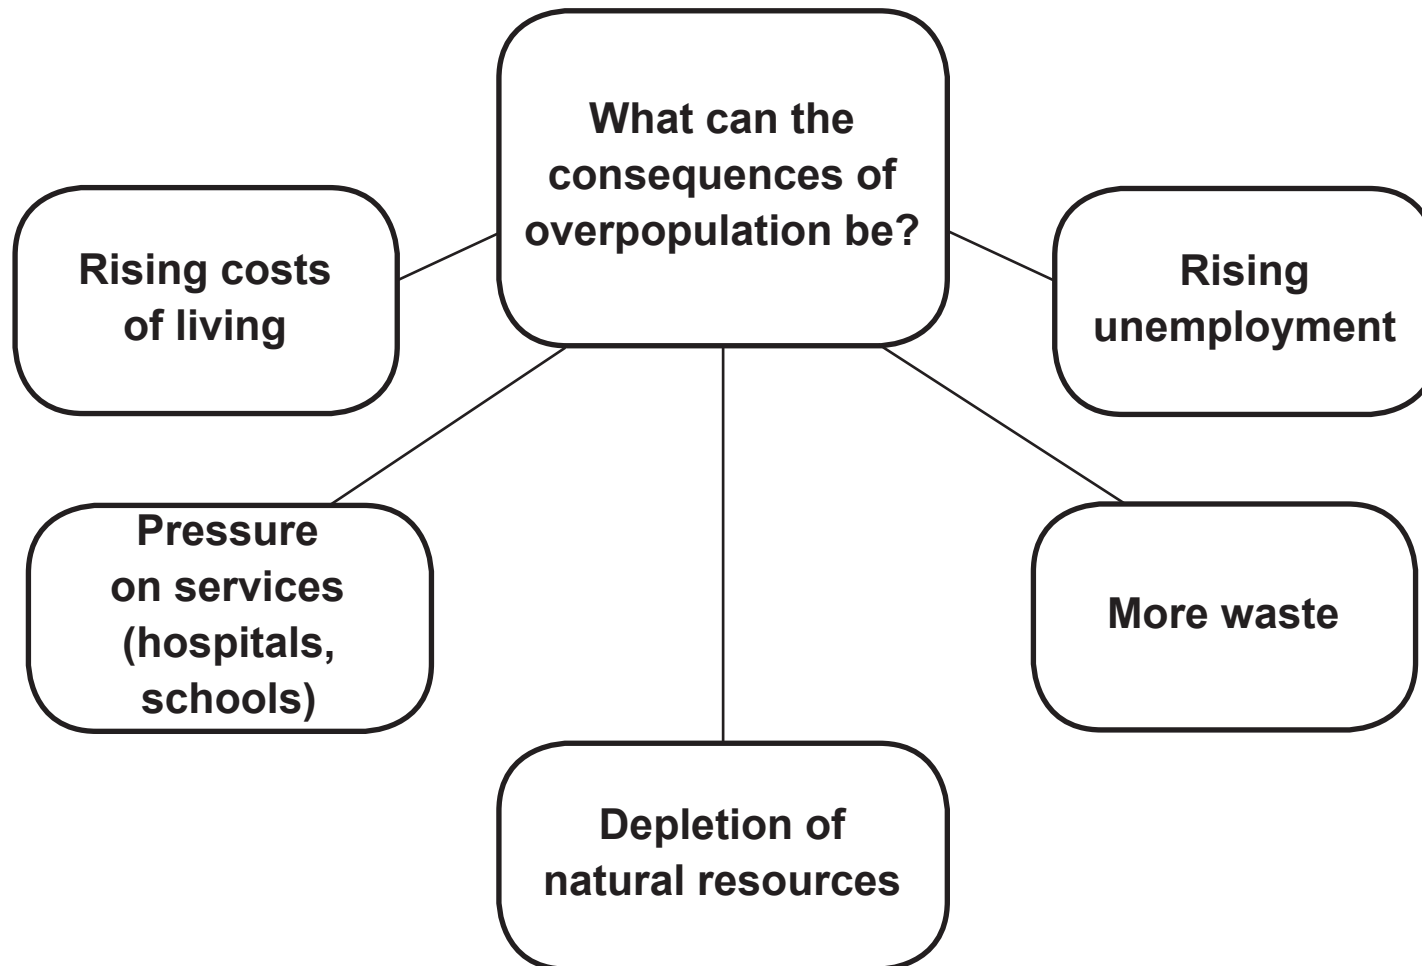 What can the
consequences of
overpopulation be?
Rising costs
of living
Rising
unemployment
Pressure
on services
(hospitals,
schools)
More waste
Depletion of
natural resources